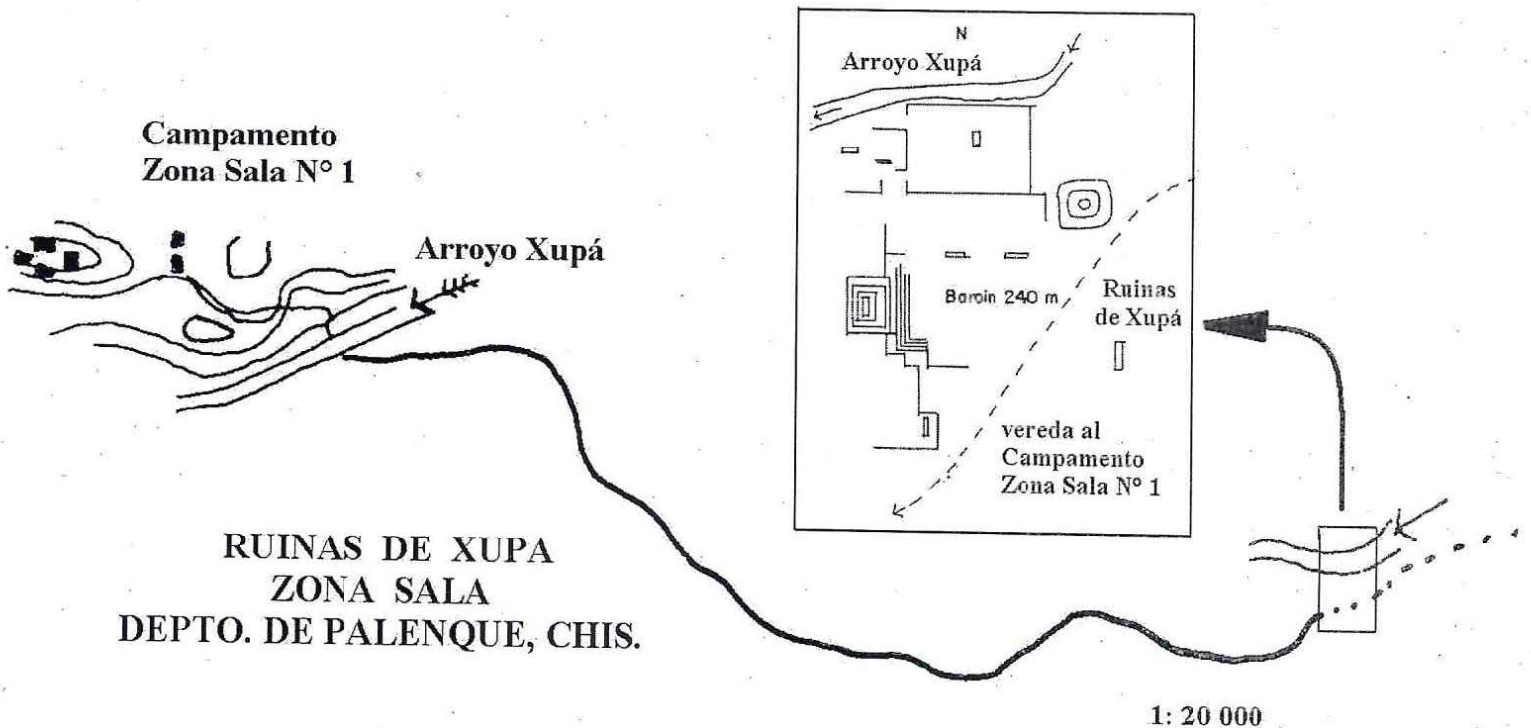 Campamento
Zona Sala N° 1
Arroyo Xupá
N
Arroyo Xupá
Baroin 240 m
Ruinas
de Xupá
vereda al
Campamento
Zona Sala N° 1
RUINAS DE XUPA
ZONA SALA
DEPTO. DE PALENQUE, CHIS.
1: 20 000